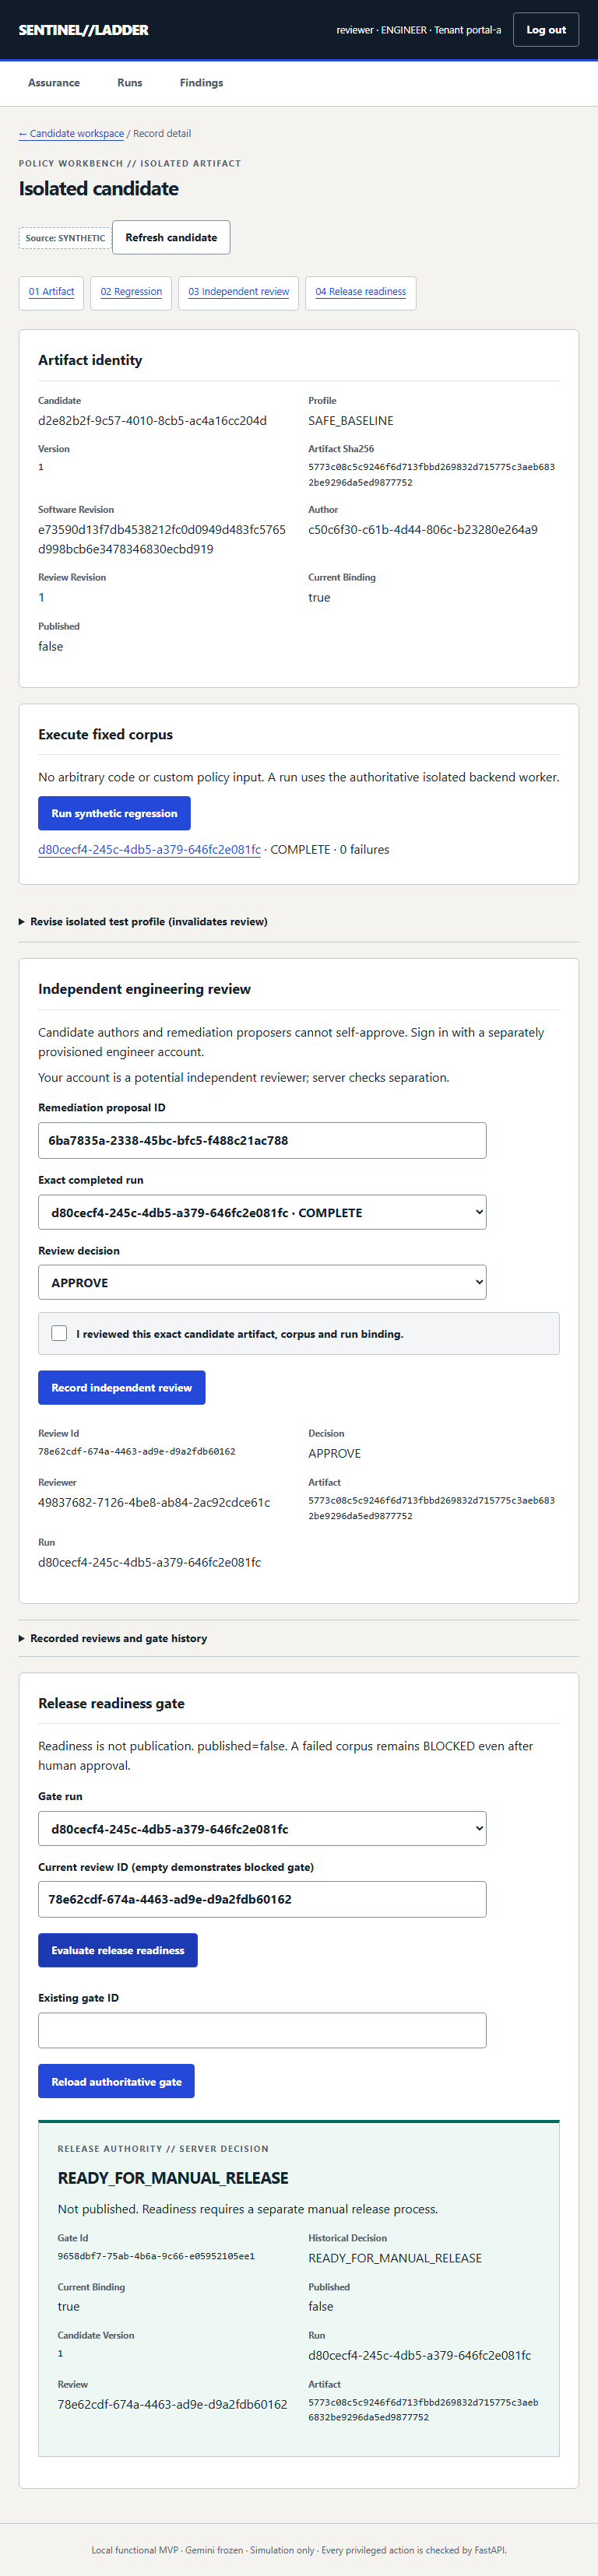 SENTINEL//LADDER
reviewer · ENGINEER · Tenant portal-a
Log out
Assurance
Runs
Findings
← Candidate workspace / Record detail
POLICY WORKBENCH // ISOLATED ARTIFACT
Isolated candidate
Source: SYNTHETIC
Refresh candidate
01 Artifact
02 Regression
03 Independent review
04 Release readiness
Artifact identity
Candidate
d2e82b2f-9c57-4010-8cb5-ac4a16cc204d
Profile
SAFE_BASELINE
Version
1
Artifact Sha256
5773c08c5c9246f6d713fbbd269832d715775c3aeb683
2be9296da5ed9877752
Software Revision
e73590d13f7db4538212fc0d0949d483fc5765
d998bcb6e3478346830ecbd919
Author
c50c6f30-c61b-4d44-806c-b23280e264a9
Review Revision
1
Current Binding
true
Published
false
Execute fixed corpus
No arbitrary code or custom policy input. A run uses the authoritative isolated backend worker.
Run synthetic regression
d80cecf4-245c-4db5-a379-646fc2e081fc · COMPLETE · 0 failures
▶ Revise isolated test profile (invalidates review)
Independent engineering review
Candidate authors and remediation proposers cannot self-approve. Sign in with a separately
provisioned engineer account.
Your account is a potential independent reviewer; server checks separation.
Remediation proposal ID
6ba7835a-2338-45bc-bfc5-f488c21ac788
Exact completed run
d80cecf4-245c-4db5-a379-646fc2e081fc · COMPLETE
Review decision
APPROVE
I reviewed this exact candidate artifact, corpus and run binding.
Record independent review
Review Id
78e62cdf-674a-4463-ad9e-d9a2fdb60162
Decision
APPROVE
Reviewer
49837682-7126-4be8-ab84-2ac92cdce61c
Artifact
5773c08c5c9246f6d713fbbd269832d715775c3aeb683
2be9296da5ed9877752
Run
d80cecf4-245c-4db5-a379-646fc2e081fc
▶ Recorded reviews and gate history
Release readiness gate
Readiness is not publication. published=false. A failed corpus remains BLOCKED even after
human approval.
Gate run
d80cecf4-245c-4db5-a379-646fc2e081fc
Current review ID (empty demonstrates blocked gate)
78e62cdf-674a-4463-ad9e-d9a2fdb60162
Evaluate release readiness
Existing gate ID
Reload authoritative gate
RELEASE AUTHORITY // SERVER DECISION
READY_FOR_MANUAL_RELEASE
Not published. Readiness requires a separate manual release process.
Gate Id
9658dbf7-75ab-4b6a-9c66-e05952105ee1
Historical Decision
READY_FOR_MANUAL_RELEASE
Current Binding
true
Published
false
Candidate Version
1
Run
d80cecf4-245c-4db5-a379-646fc2e081fc
Review
78e62cdf-674a-4463-ad9e-d9a2fdb60162
Artifact
5773c08c5c9246f6d713fbbd269832d715775c3aeb
6832be9296da5ed9877752
Local functional MVP · Gemini frozen · Simulation only · Every privileged action is checked by FastAPI.